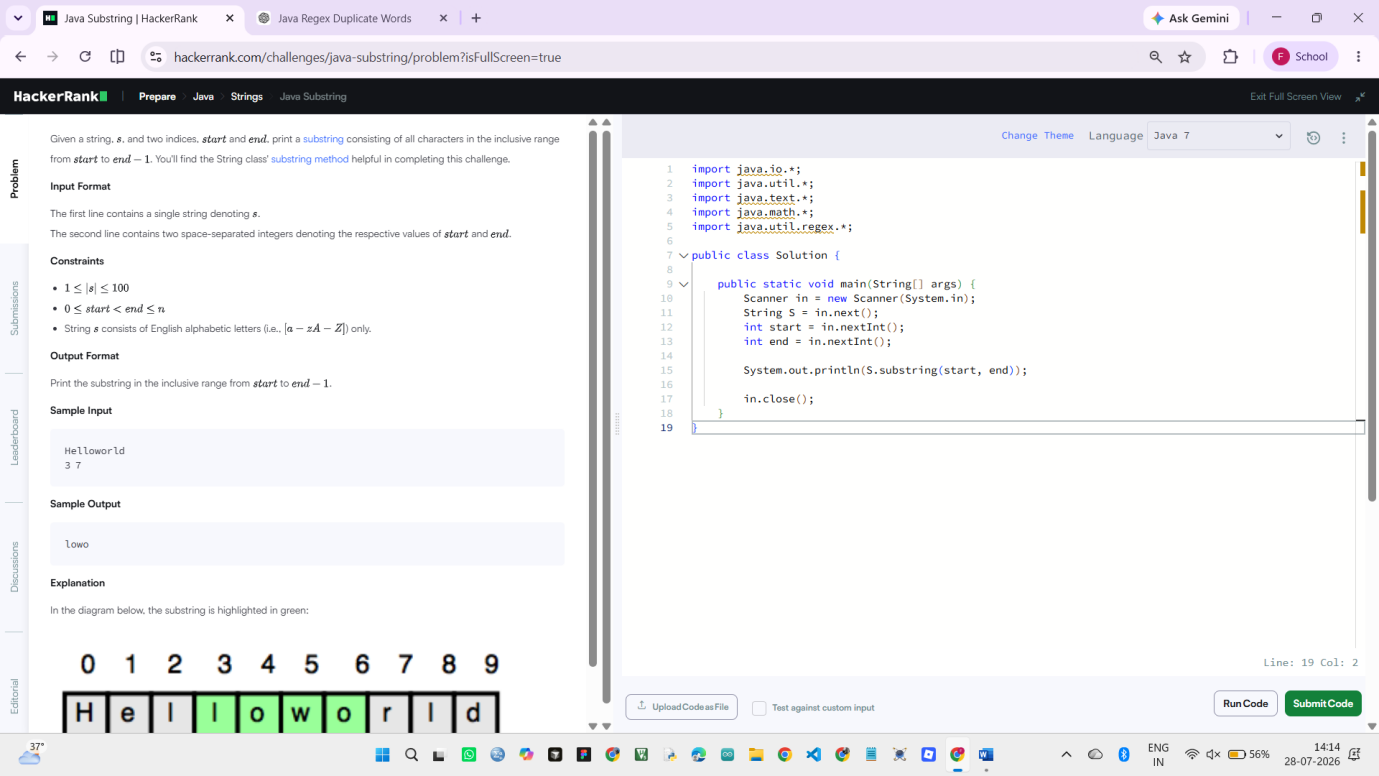 Java Substring | HackerRank
Java Regex Duplicate Words
Ask Gemini
hackerrank.com/challenges/java-substring/problem?isFullScreen=true
F School
HackerRank
Prepare
Java
Strings
Java Substring
Exit Full Screen View
Problem
Submissions
Leaderboard
Discussions
Editorial
Given a string, s, and two indices, start and end, print a substring consisting of all characters in the inclusive range
from start to end − 1. You'll find the String class' substring method helpful in completing this challenge.
Input Format
The first line contains a single string denoting s.
The second line contains two space-separated integers denoting the respective values of start and end.
Constraints
• 1 ≤ |s| ≤ 100
• 0 ≤ start < end ≤ n
• String s consists of English alphabetic letters (i.e., [a − zA − Z]) only.
Output Format
Print the substring in the inclusive range from start to end − 1.
Sample Input
Helloworld
3 7
Sample Output
lowo
Explanation
In the diagram below, the substring is highlighted in green:
0 1 2 3 4 5 6 7 8 9
H e l l o w o r l d
Change Theme
Language
Java 7
1 import java.io.*;
2 import java.util.*;
3 import java.text.*;
4 import java.math.*;
5 import java.util.regex.*;
6
7 public class Solution {
8
9 public static void main(String[] args) {
10 Scanner in = new Scanner(System.in);
11 String S = in.next();
12 int start = in.nextInt();
13 int end = in.nextInt();
14
15 System.out.println(S.substring(start, end));
16
17 in.close();
18 }
19 }
Line: 19 Col: 2
Upload Code as File
Test against custom input
Run Code
Submit Code
37°
ENG
IN
56%
14:14
28-07-2026